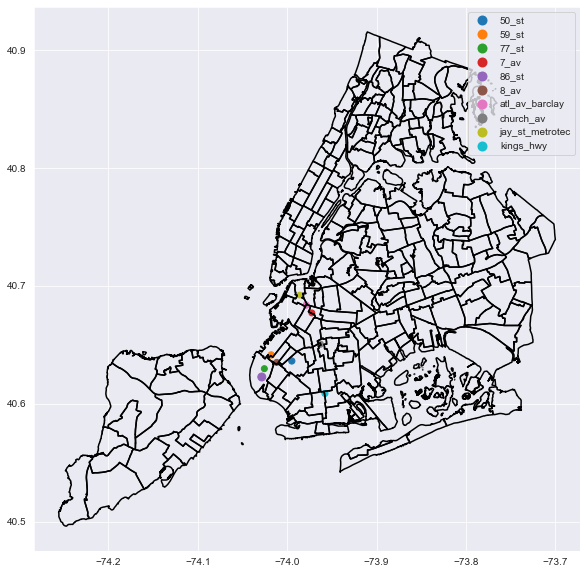 50_st
59_st
77_st
7_av
86_st
8_av
atl_av_barclay
church_av
jay_st_metrotec
kings_hwy
40.9
40.8
40.7
40.6
40.5
−74.2
−74.1
−74.0
−73.9
−73.8
−73.7